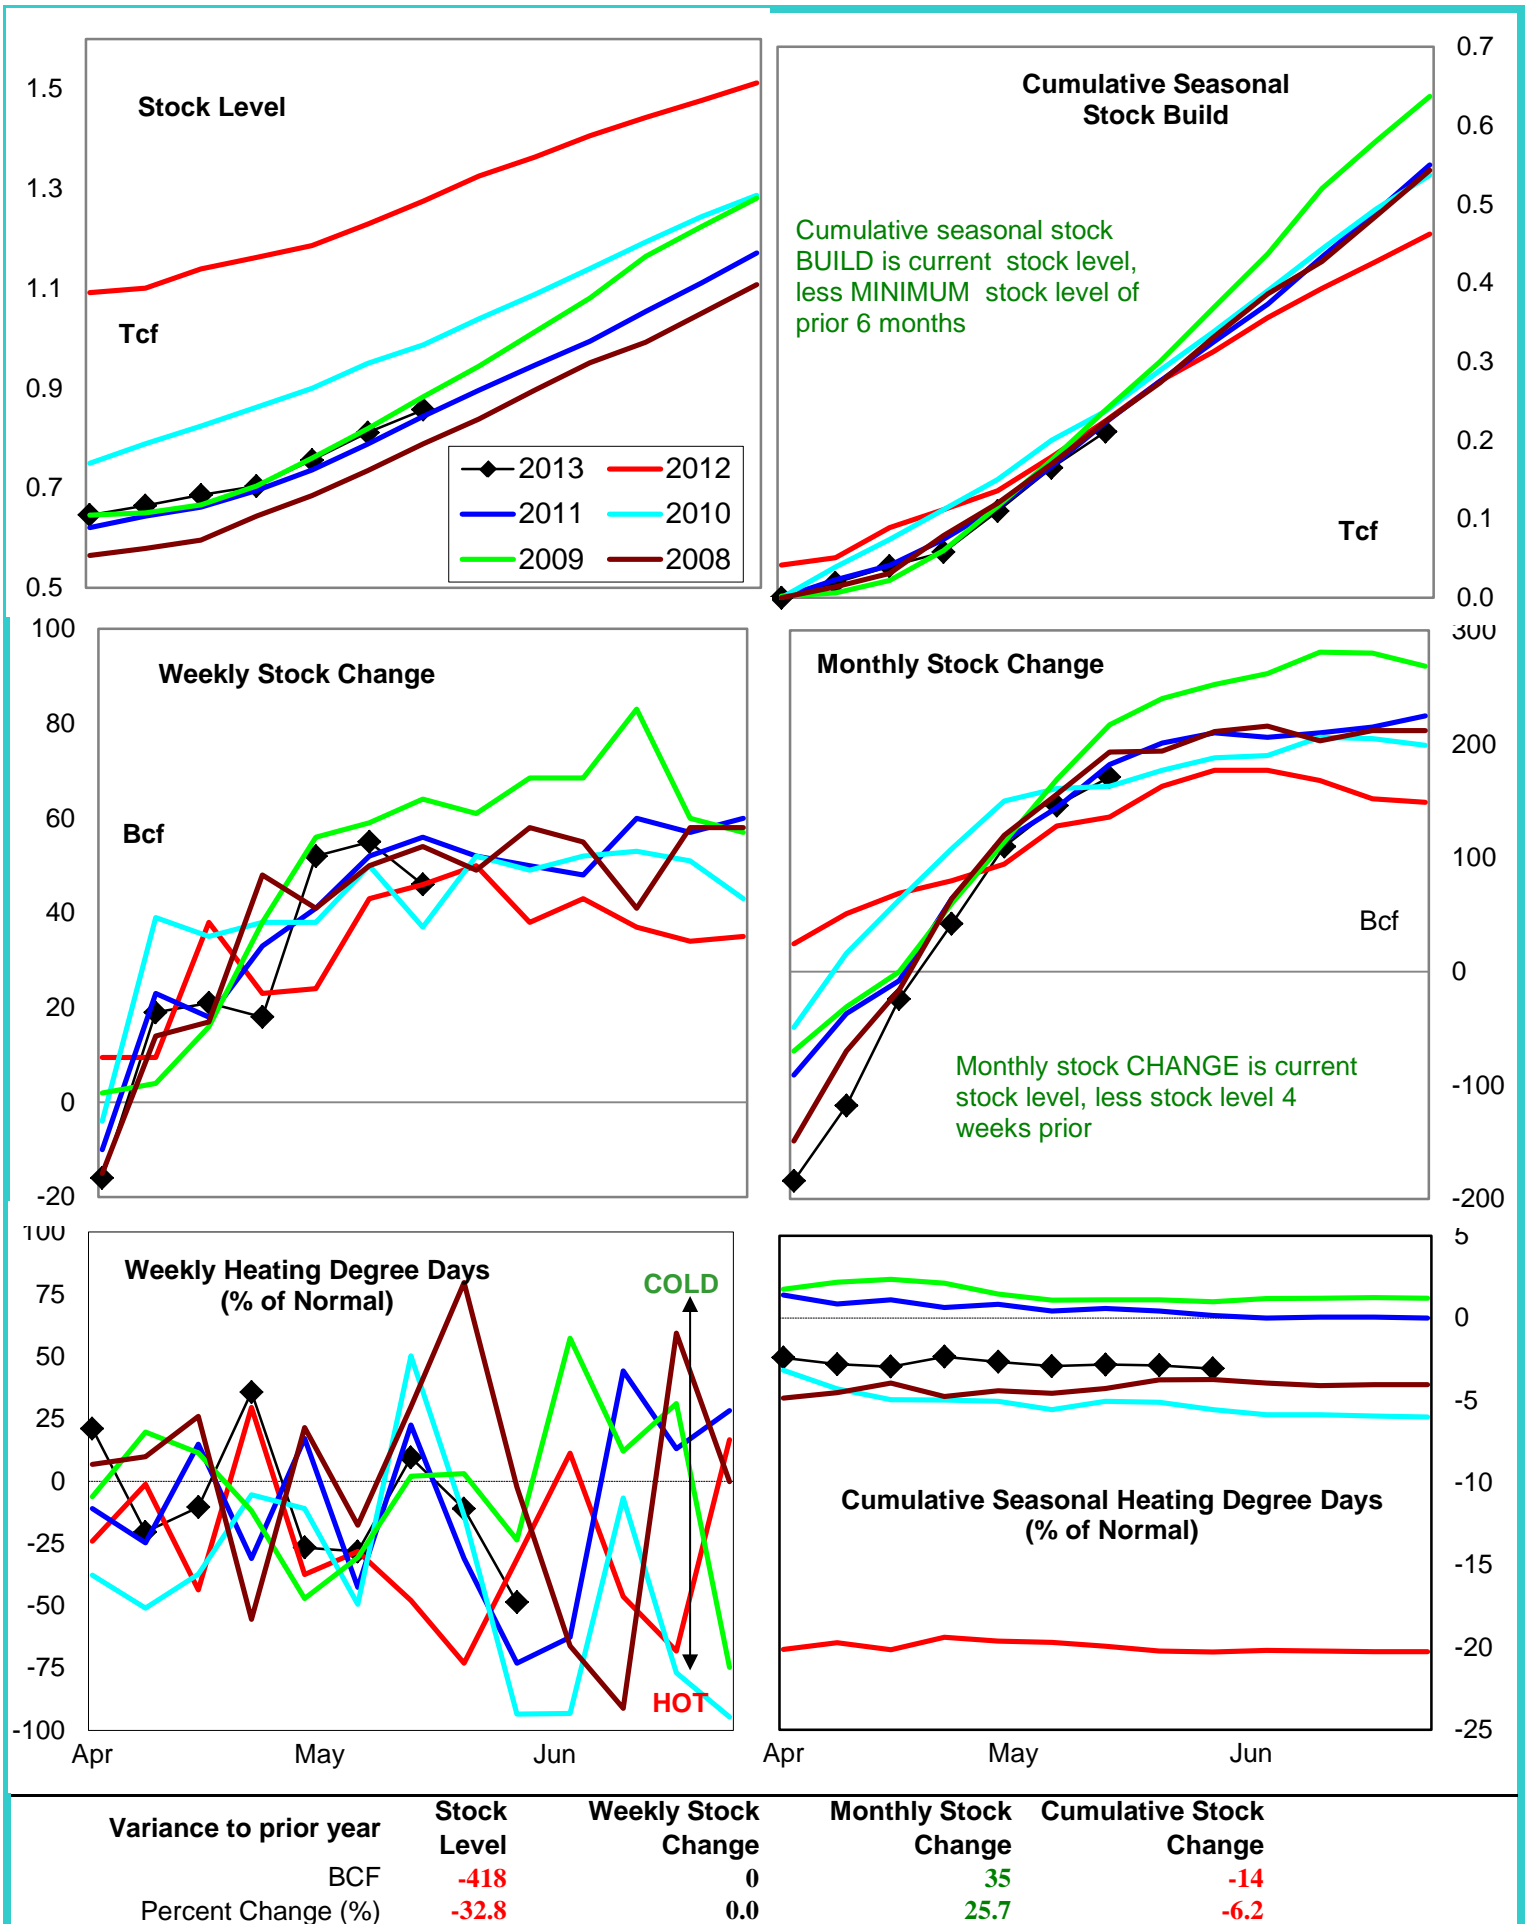 Stock Level
1.5
1.3
1.1
0.9
0.7
0.5
Tcf
2013
2012
2011
2010
2009
2008
Cumulative Seasonal
Stock Build
0.7
0.6
0.5
0.4
0.3
0.2
0.1
0.0
Cumulative seasonal stock
BUILD is current stock level,
less MINIMUM stock level of
prior 6 months
Tcf
Weekly Stock Change
100
80
60
40
20
0
-20
Bcf
Monthly Stock Change
300
200
100
0
-100
-200
Bcf
Monthly stock CHANGE is current
stock level, less stock level 4
weeks prior
Weekly Heating Degree Days
(% of Normal)
100
75
50
25
0
-25
-50
-75
-100
COLD
HOT
Apr
May
Jun
Cumulative Seasonal Heating Degree Days
(% of Normal)
5
0
-5
-10
-15
-20
-25
Apr
May
Jun
Variance to prior year
Stock
Level
Weekly Stock
Change
Monthly Stock
Change
Cumulative Stock
Change
BCF -418 0 35 -14
Percent Change (%) -32.8 0.0 25.7 -6.2